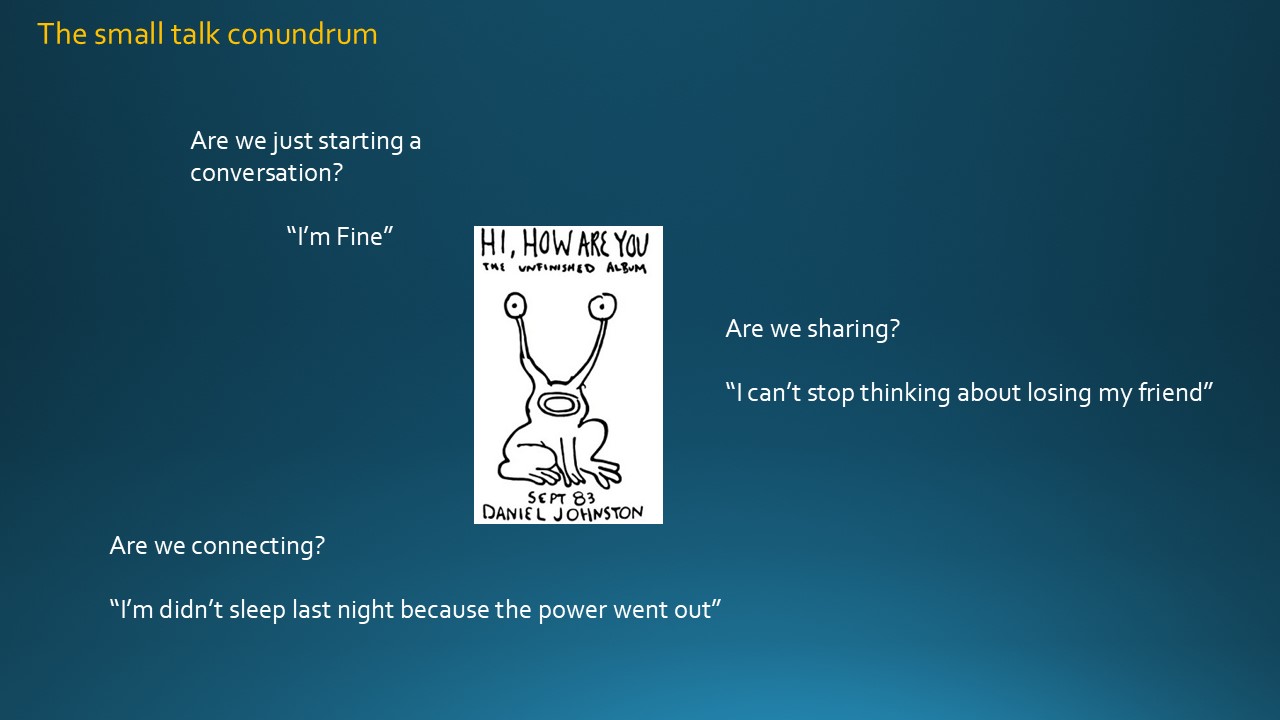 The small talk conundrum
Are we just starting a
conversation?
“I’m Fine”
HI, HOW ARE YOU
THE UNFINISHED ALBUM
SEPT 83
DANIEL JOHNSTON
Are we sharing?
“I can’t stop thinking about losing my friend”
Are we connecting?
“I’m didn’t sleep last night because the power went out”